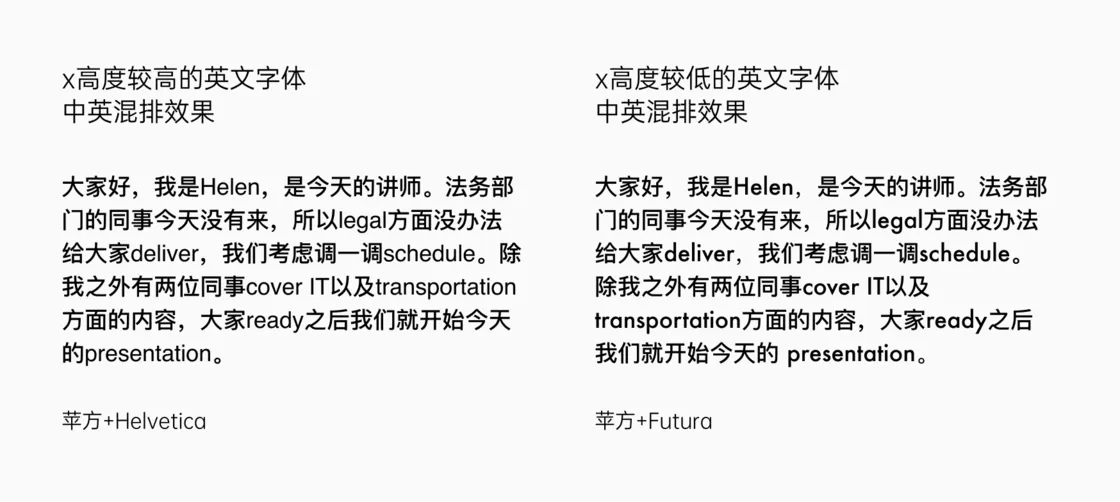 x高度较高的英文字体
中英混排效果
大家好，我是Helen，是今天的讲师。法务部
门的同事今天没有来，所以legal方面没办法
给大家deliver，我们考虑调一调schedule。除
我之外有两位同事cover IT以及transportation
方面的内容，大家ready之后我们就开始今天
的presentation。
苹方+Helvetica
x高度较低的英文字体
中英混排效果
大家好，我是Helen，是今天的讲师。法务部
门的同事今天没有来，所以legal方面没办法
给大家deliver，我们考虑调一调schedule。
除我之外有两位同事cover IT以及
transportation方面的内容，大家ready之后
我们就开始今天的 presentation。
苹方+Futura